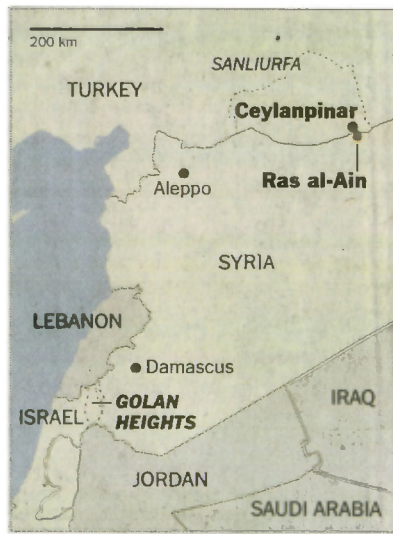 200 km
SANLIURFA
TURKEY
Ceylanpinar
Aleppo
Ras al-Ain
SYRIA
LEBANON
Damascus
ISRAEL
GOLAN
HEIGHTS
IRAQ
JORDAN
SAUDI ARABIA